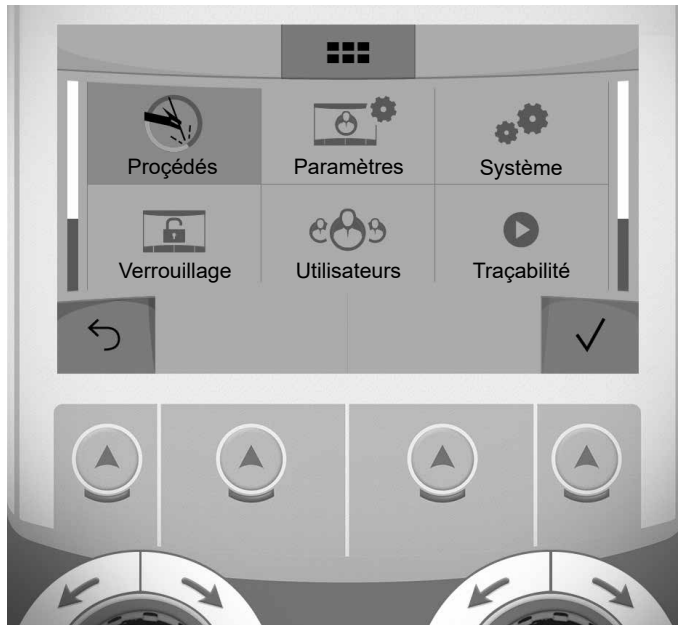 Proçédés
Paramètres
Système
Verrouillage
Utilisateurs
Traçabilité